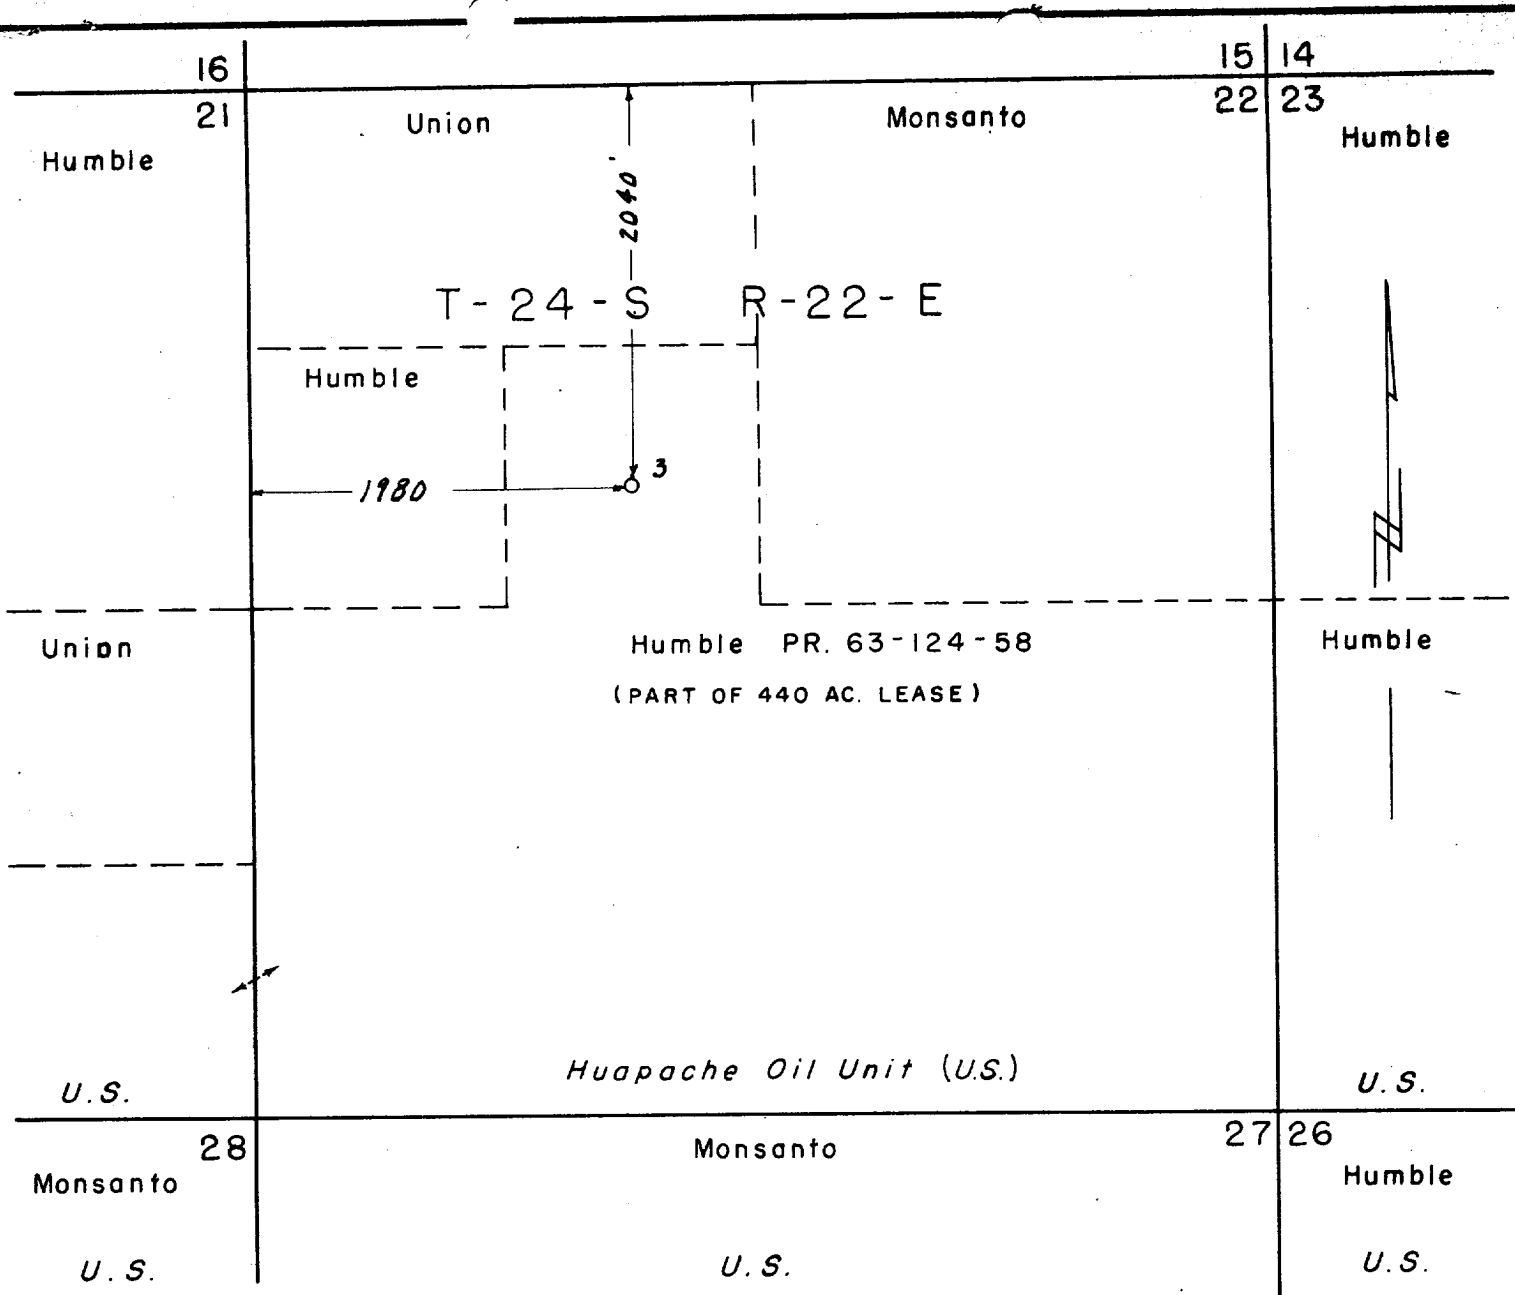 16
15 14
21
Union
Monsanto
22 23
Humble
Humble
2040'
T-24-S R-22-E
Humble
3
1980
Union
Humble PR. 63-124-58
Humble
(PART OF 440 AC. LEASE)
Huapache Oil Unit (U.S.)
U.S.
U.S.
28
Monsanto
27 26
Monsanto
Humble
U.S.
U.S.
U.S.